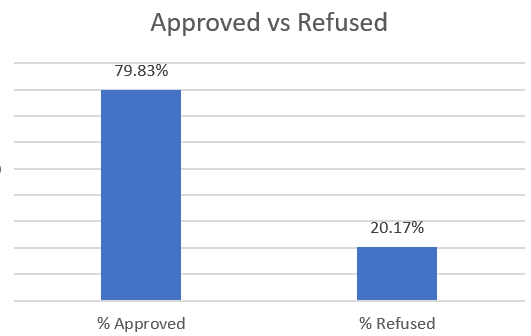 Approved vs Refused
79.83%
20.17%
% Approved
% Refused